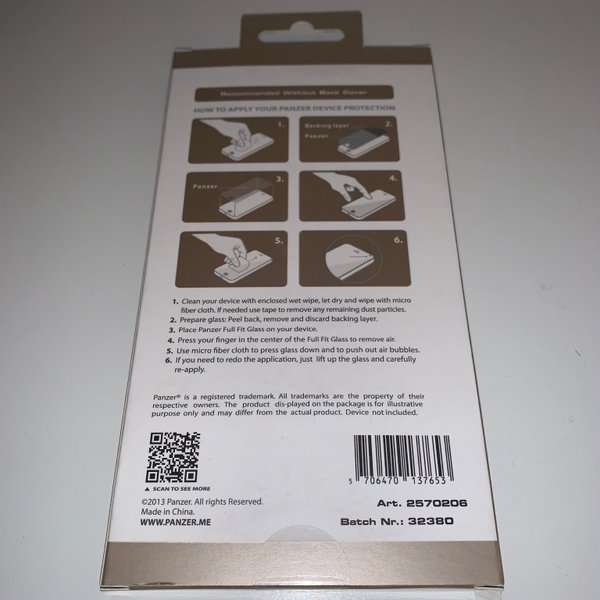 Recommended Without Back Cover
HOW TO APPLY YOUR PANZER DEVICE PROTECTION
1.
Backing layer
2.
Panzer
Panzer
3.
4.
5.
6.
1. Clean your device with enclosed wet wipe, let dry and wipe with micro
fiber cloth. If needed use tape to remove any remaining dust particles.
2. Prepare glass: Peel back, remove and discard backing layer.
3. Place Panzer Full Fit Glass on your device.
4. Press your finger in the center of the Full Fit Glass to remove air.
5. Use micro fiber cloth to press glass down and to push out air bubbles.
6. If you need to redo the application, just lift up the glass and carefully
re-apply.
Panzer® is a registered trademark. All trademarks are the property of their
respective owners. The product dis-played on the package is for illustrative
purpose only and may differ from the actual product. Device not included.
▲ SCAN TO SEE MORE
5 706470 137653
©2013 Panzer. All rights Reserved.
Made in China.
WWW.PANZER.ME
Art. 2570206
Batch Nr.: 32380